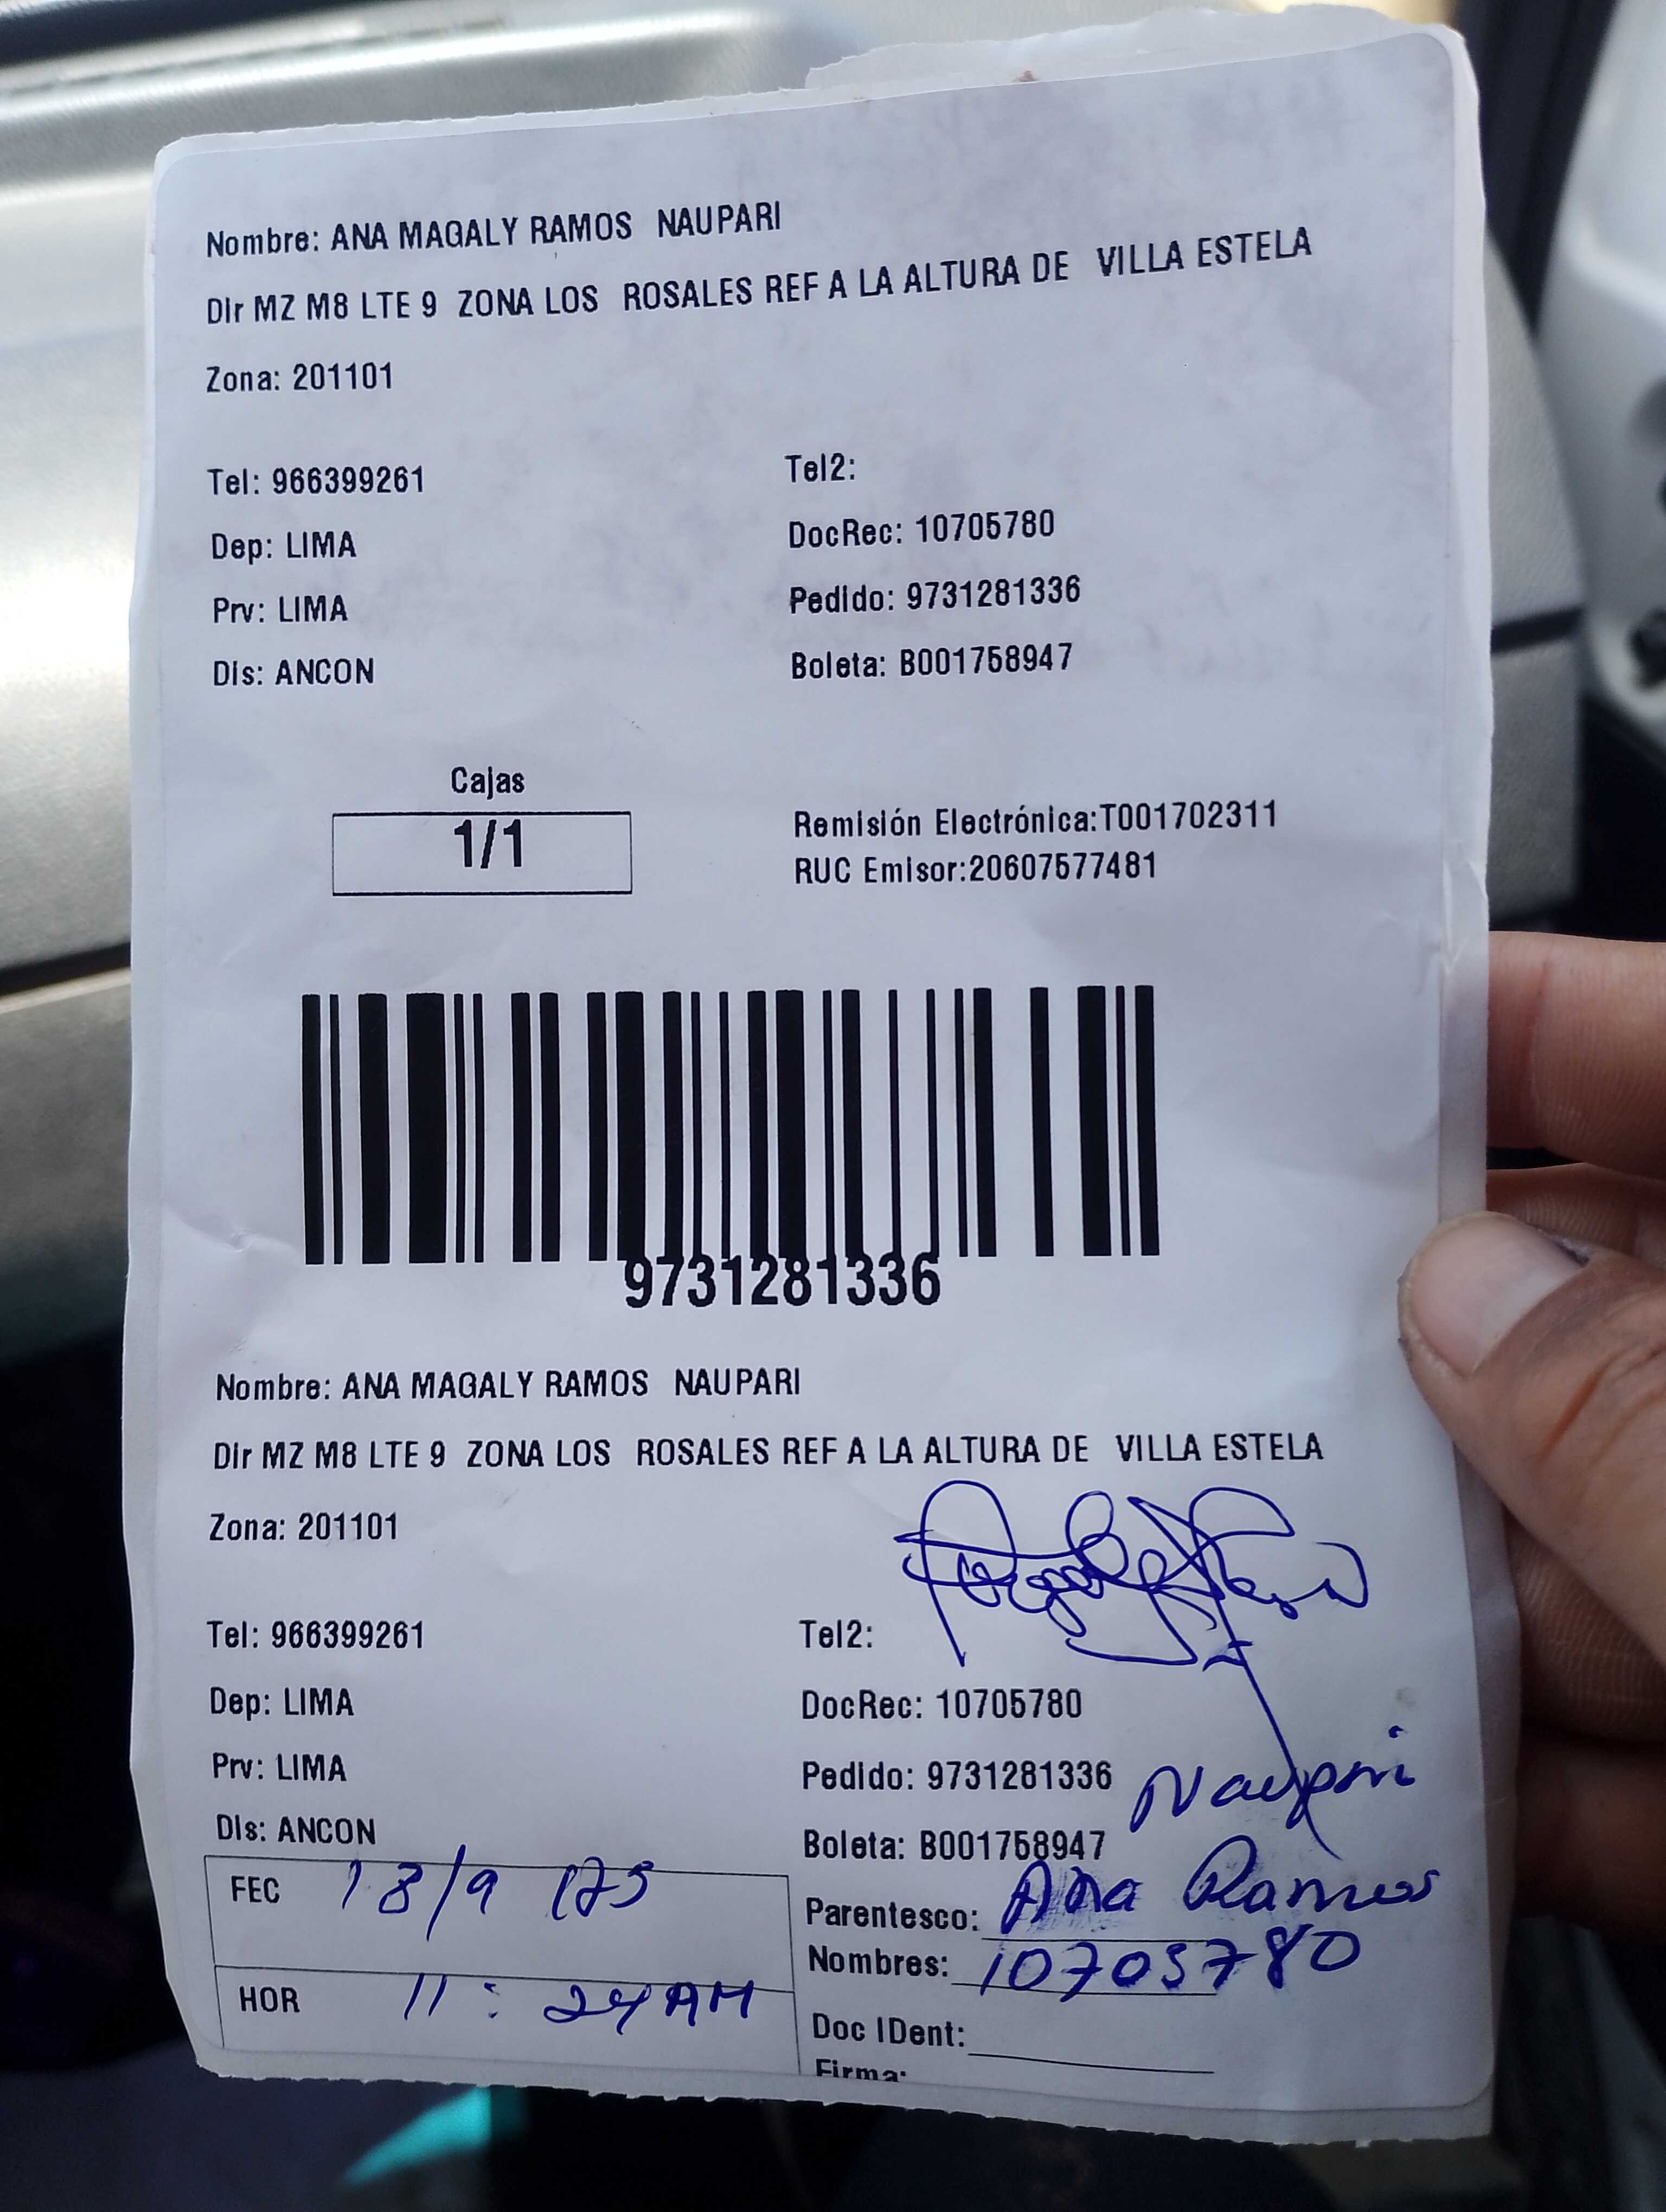 Nombre: ANA MAGALY RAMOS NAUPARI
Dir MZ M8 LTE 9 ZONA LOS ROSALES REF A LA ALTURA DE VILLA ESTELA
Zona: 201101
Tel: 966399261 Tel2:
Dep: LIMA DocRec: 10705780
Prv: LIMA Pedido: 9731281336
Dis: ANCON Boleta: B001758947
Cajas
1/1
Remisión Electrónica:T001702311
RUC Emisor:20607577481
9731281336
Nombre: ANA MAGALY RAMOS NAUPARI
Dir MZ M8 LTE 9 ZONA LOS ROSALES REF A LA ALTURA DE VILLA ESTELA
Zona: 201101
Tel: 966399261 Tel2:
Dep: LIMA DocRec: 10705780
Prv: LIMA Pedido: 9731281336 Naupari
Dis: ANCON Boleta: B001758947
FEC 18/9 Parentesco: Ana Ramos
Nombres: 10705780
HOR 11:24 AM
Doc IDent:
Firma: